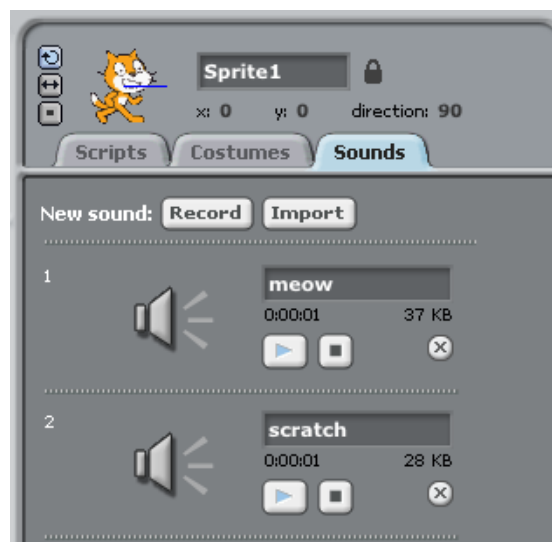 Sprite1
x: 0 y: 0 direction: 90
Scripts Costumes Sounds
New sound: Record Import
1
meow
0:00:01 37 KB
2
scratch
0:00:01 28 KB